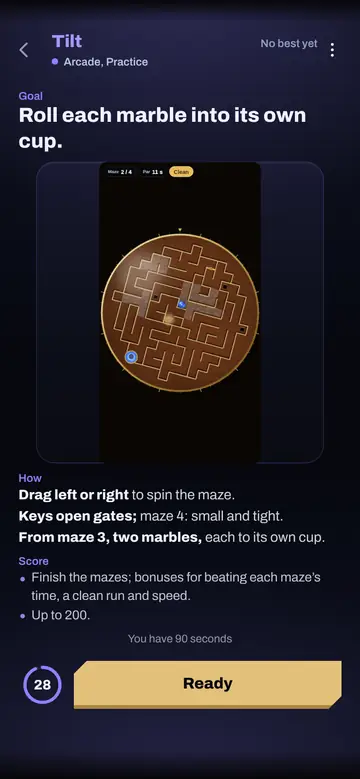 Tilt
No best yet
Arcade, Practice
Goal
Roll each marble into its own
cup.
Maze 2 / 4 Par 11 s Clean
How
Drag left or right to spin the maze.
Keys open gates; maze 4: small and tight.
From maze 3, two marbles, each to its own cup.
Score
Finish the mazes; bonuses for beating each maze's
time, a clean run and speed.
Up to 200.
You have 90 seconds
28
Ready